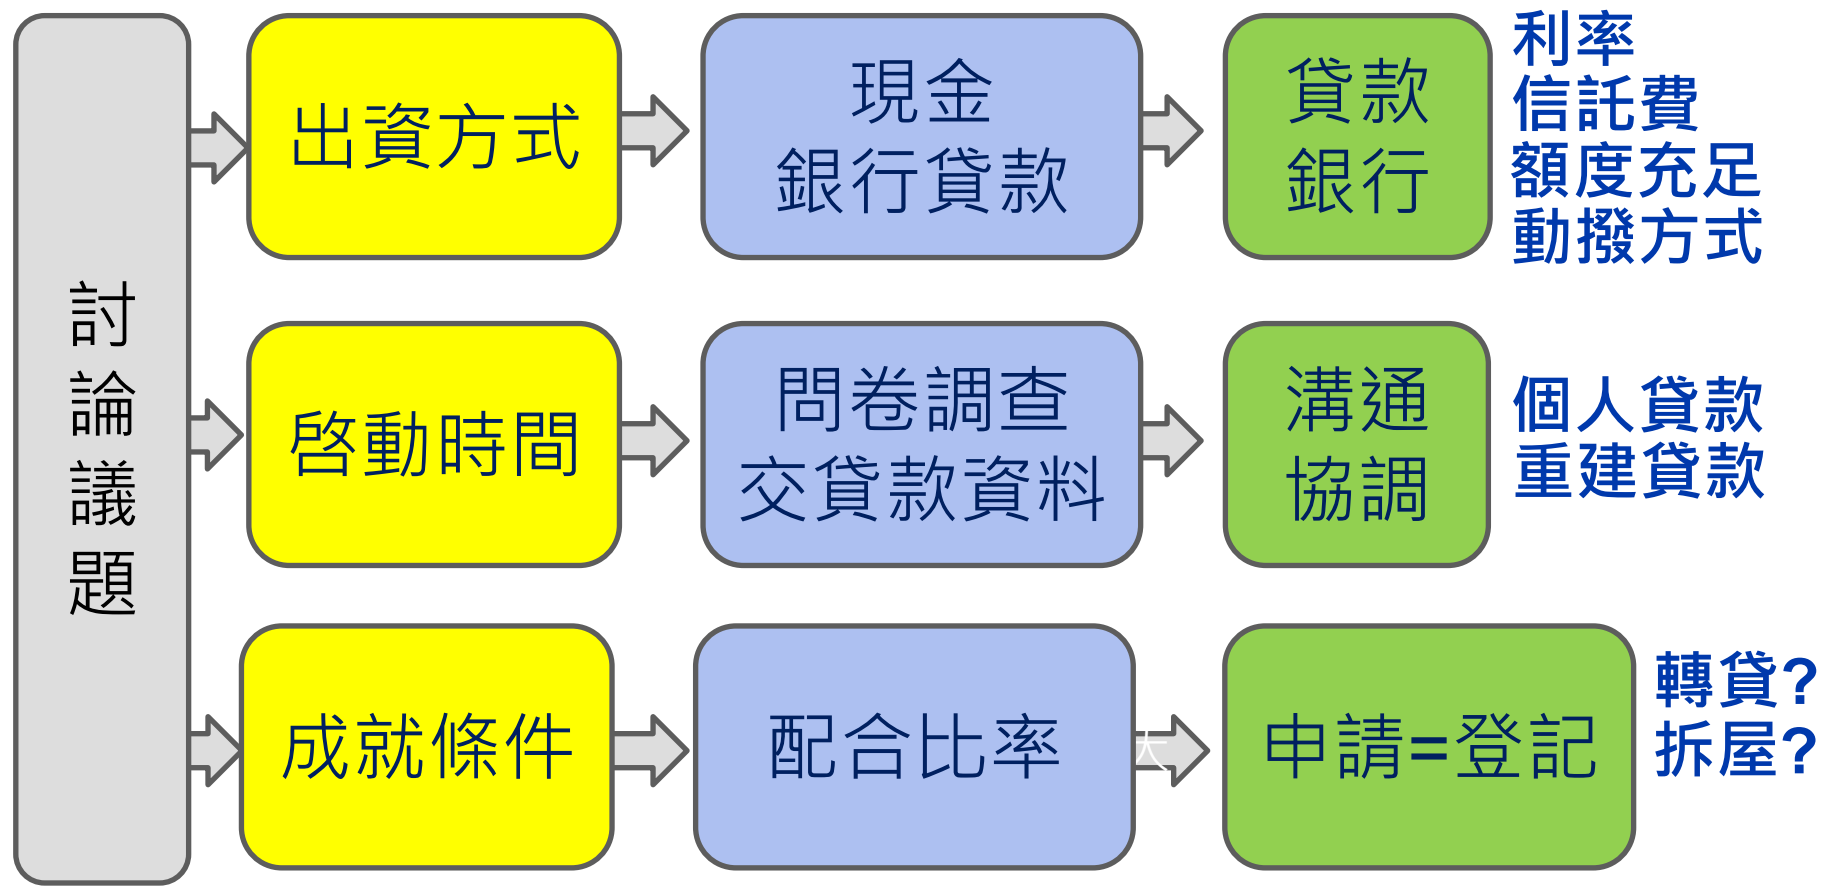 討
論
議
題
出資方式
現金
銀行貸款
貸款
銀行
利率
信託費
額度充足
動撥方式
啓動時間
問卷調查
交貸款資料
溝通
協調
個人貸款
重建貸款
成就條件
配合比率
大
申請=登記
轉貸?
拆屋?